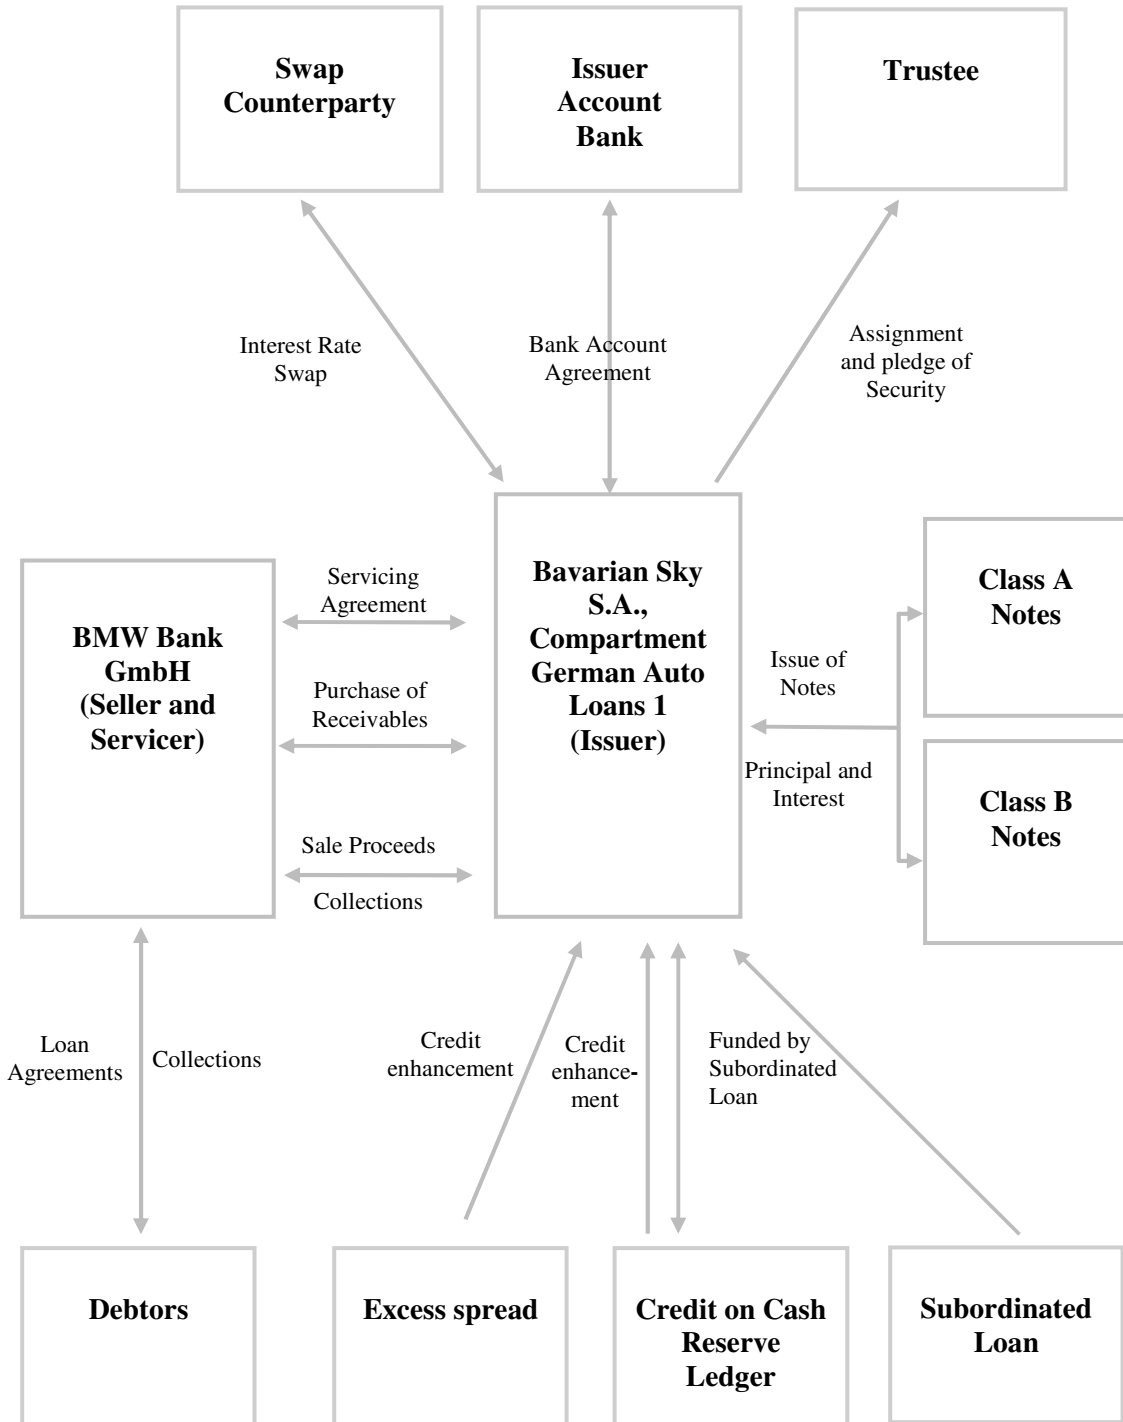 Swap
Counterparty
Issuer
Account
Bank
Trustee
Interest Rate
Swap
Bank Account
Agreement
Assignment
and pledge of
Security
BMW Bank
GmbH
(Seller and
Servicer)
Servicing
Agreement
Purchase of
Receivables
Sale Proceeds
Collections
Bavarian Sky
S.A.,
Compartment
German Auto
Loans 1
(Issuer)
Issue of
Notes
Principal and
Interest
Class A
Notes
Class B
Notes
Loan
Agreements
Collections
Credit
enhancement
Credit
enhance-
ment
Funded by
Subordinated
Loan
Debtors
Excess spread
Credit on Cash
Reserve
Ledger
Subordinated
Loan